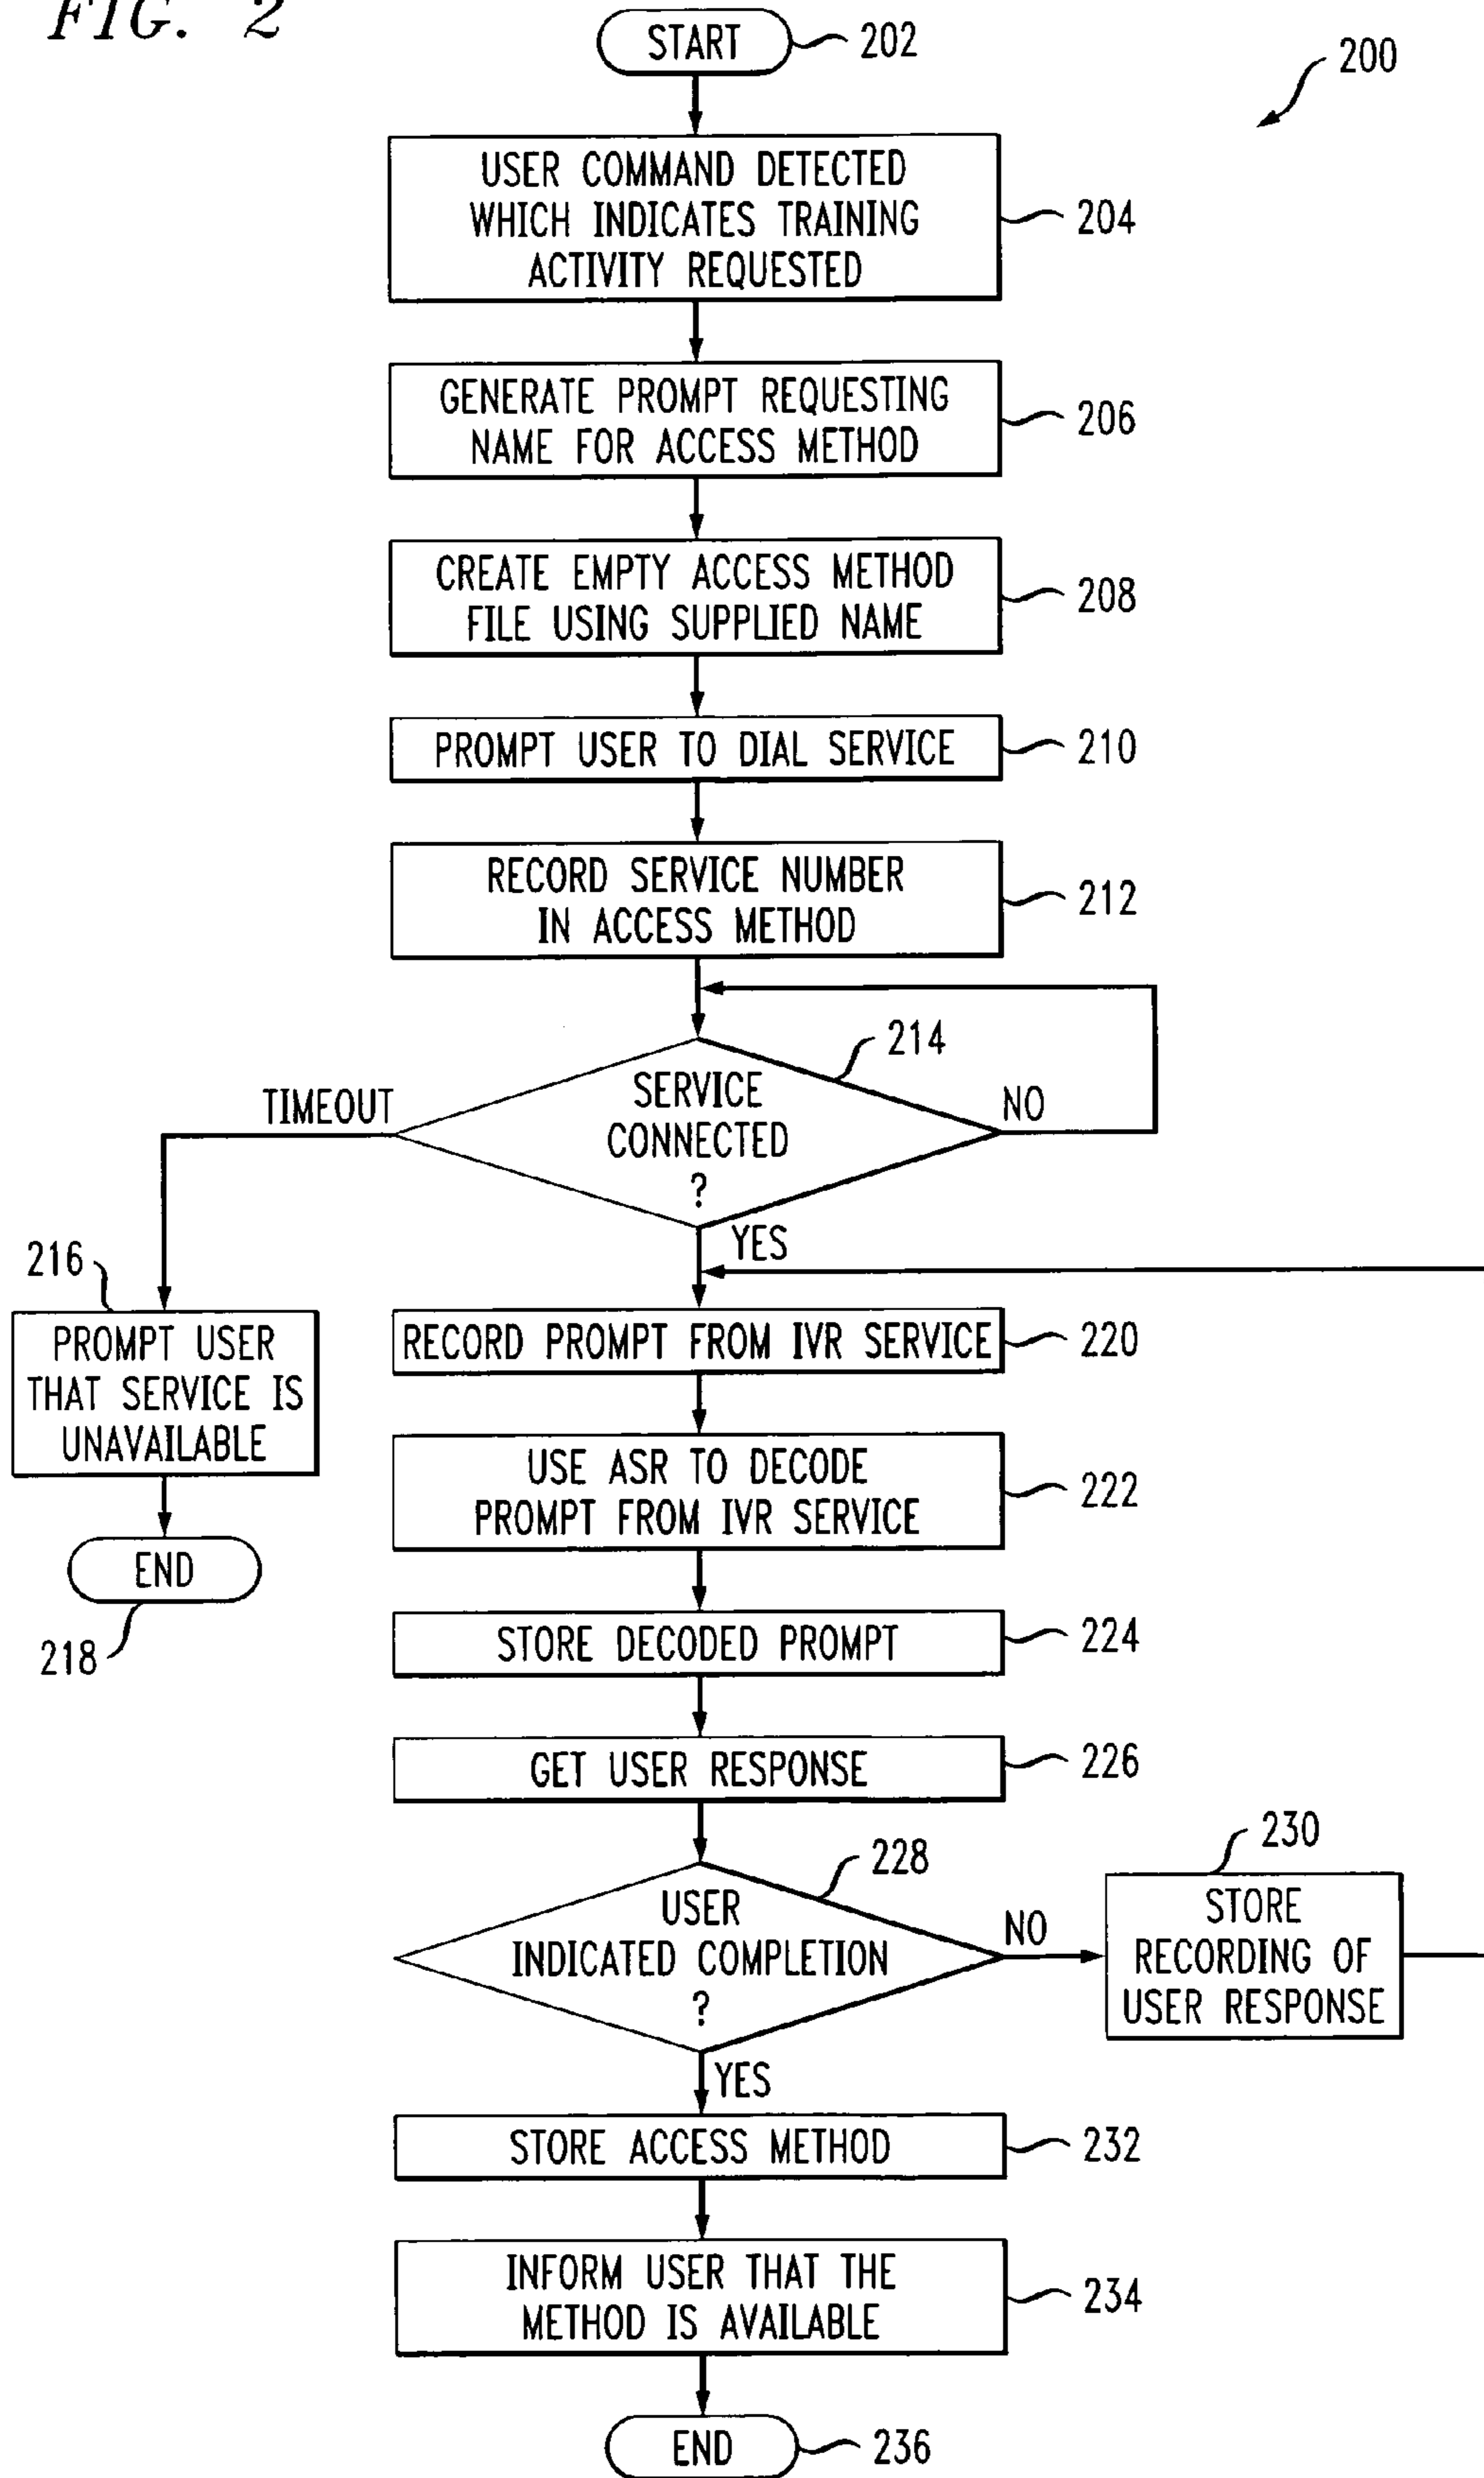 FIG. 2
START
202
200
USER COMMAND DETECTED
WHICH INDICATES TRAINING
ACTIVITY REQUESTED
204
GENERATE PROMPT REQUESTING
NAME FOR ACCESS METHOD
206
CREATE EMPTY ACCESS METHOD
FILE USING SUPPLIED NAME
208
PROMPT USER TO DIAL SERVICE
210
RECORD SERVICE NUMBER
IN ACCESS METHOD
212
214
SERVICE
CONNECTED
?
TIMEOUT
NO
YES
216
PROMPT USER
THAT SERVICE IS
UNAVAILABLE
END
218
RECORD PROMPT FROM IVR SERVICE
220
USE ASR TO DECODE
PROMPT FROM IVR SERVICE
222
STORE DECODED PROMPT
224
GET USER RESPONSE
226
228
USER
INDICATED COMPLETION
?
NO
230
STORE
RECORDING OF
USER RESPONSE
YES
STORE ACCESS METHOD
232
INFORM USER THAT THE
METHOD IS AVAILABLE
234
END
236